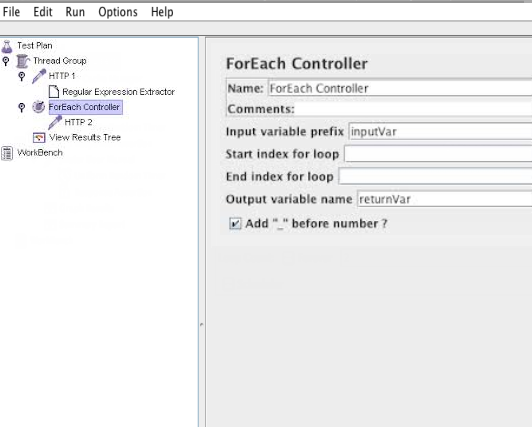 File Edit Run Options Help
Test Plan
Thread Group
HTTP 1
Regular Expression Extractor
ForEach Controller
HTTP 2
View Results Tree
WorkBench
ForEach Controller
Name: ForEach Controller
Comments:
Input variable prefix inputVar
Start index for loop
End index for loop
Output variable name returnVar
Add "_" before number ?